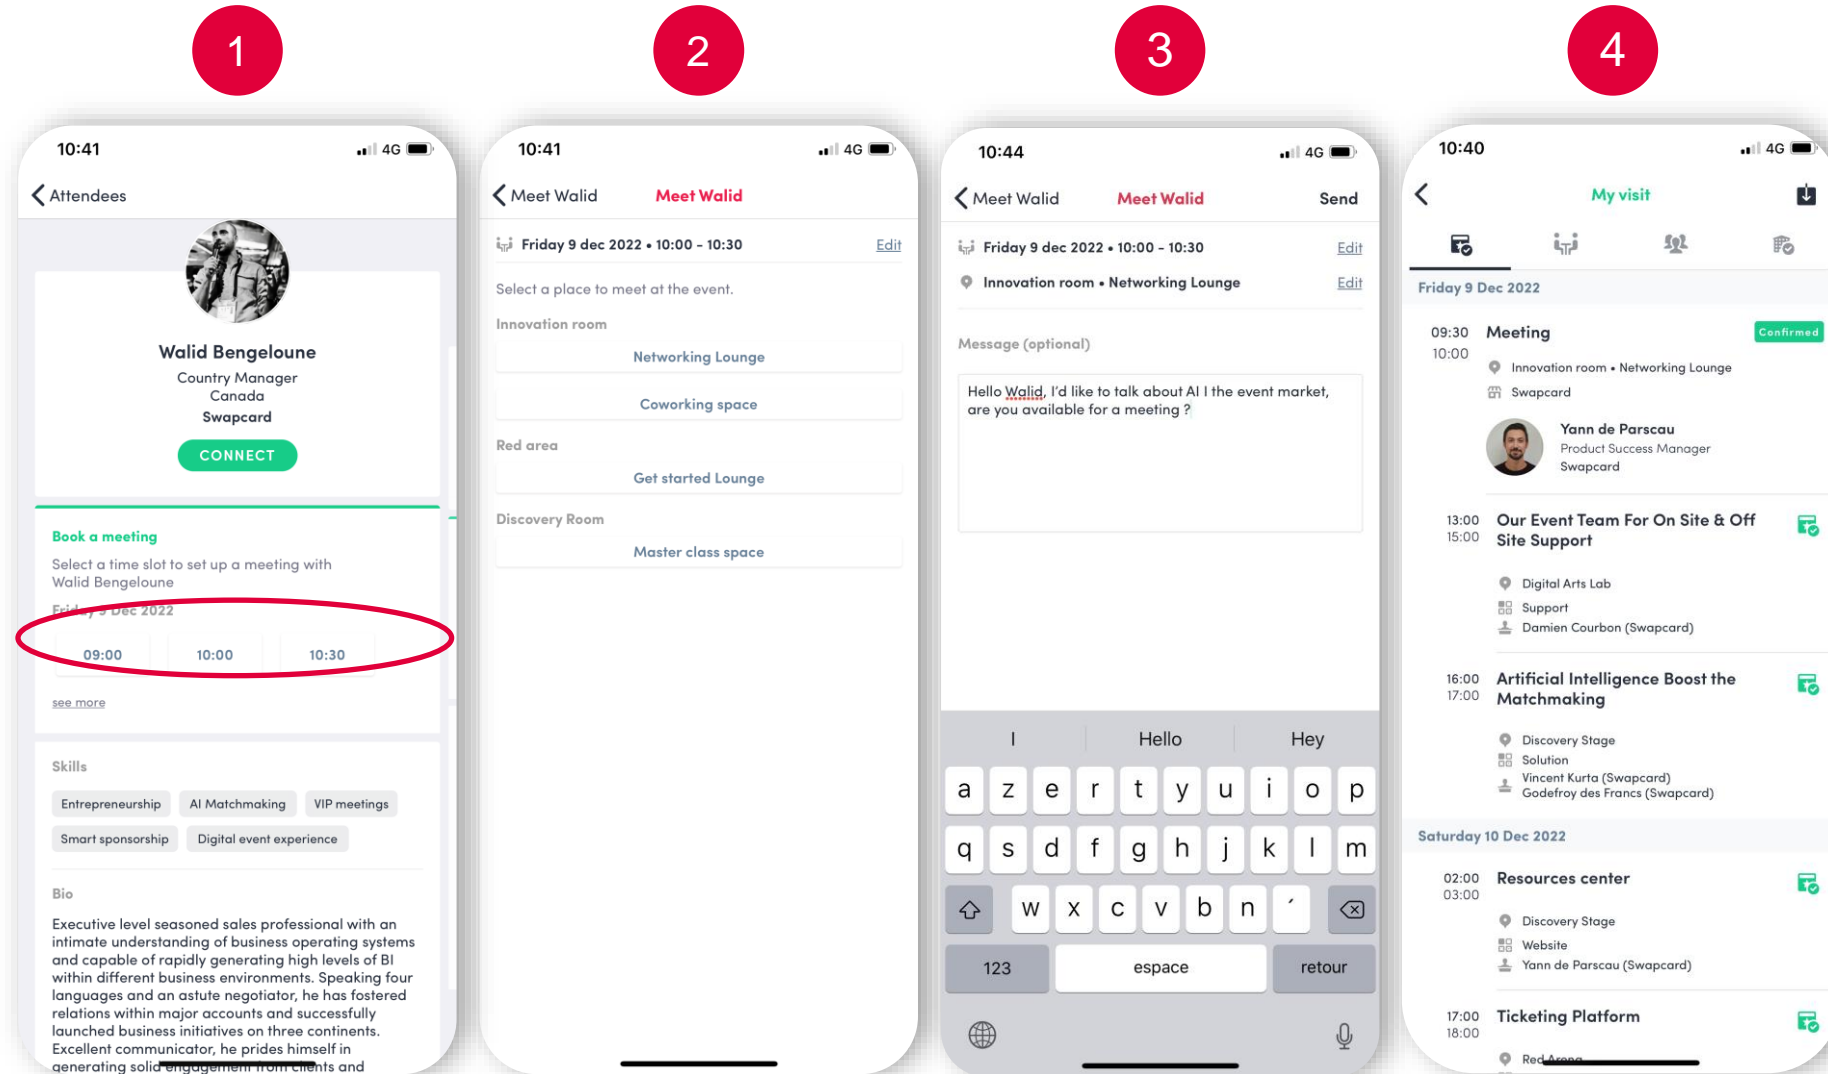 1
10:41
4G
Attendees
Walid Bengeloune
Country Manager
Canada
Swapcard
CONNECT
Book a meeting
Select a time slot to set up a meeting with
Walid Bengeloune
Friday 9 Dec 2022
09:00 10:00 10:30
see more
Skills
Entrepreneurship AI Matchmaking VIP meetings
Smart sponsorship Digital event experience
Bio
Executive level seasoned sales professional with an
intimate understanding of business operating systems
and capable of rapidly generating high levels of BI
within different business environments. Speaking four
languages and an astute negotiator, he has fostered
relations within major accounts and successfully
launched business initiatives on three continents.
Excellent communicator, he prides himself in
generating solid engagement from clients and
2
10:41
4G
Meet Walid Meet Walid
Friday 9 dec 2022 • 10:00 - 10:30 Edit
Select a place to meet at the event.
Innovation room
Networking Lounge
Coworking space
Red area
Get started Lounge
Discovery Room
Master class space
3
10:44
4G
Meet Walid Meet Walid Send
Friday 9 dec 2022 • 10:00 - 10:30 Edit
Innovation room • Networking Lounge Edit
Message (optional)
Hello Walid, I'd like to talk about AI I the event market,
are you available for a meeting ?
I Hello Hey
a z e r t y u i o p
q s d f g h j k l m
w x c v b n ´
123 espace retour
4
10:40
4G
My visit
Friday 9 Dec 2022
09:30 Meeting Confirmed
10:00
Innovation room • Networking Lounge
Swapcard
Yann de Parscau
Product Success Manager
Swapcard
13:00 Our Event Team For On Site & Off
15:00 Site Support
Digital Arts Lab
Support
Damien Courbon (Swapcard)
16:00 Artificial Intelligence Boost the
17:00 Matchmaking
Discovery Stage
Solution
Vincent Kurta (Swapcard)
Godefroy des Francs (Swapcard)
Saturday 10 Dec 2022
02:00 Resources center
03:00
Discovery Stage
Website
Yann de Parscau (Swapcard)
17:00 Ticketing Platform
18:00
Red Arena